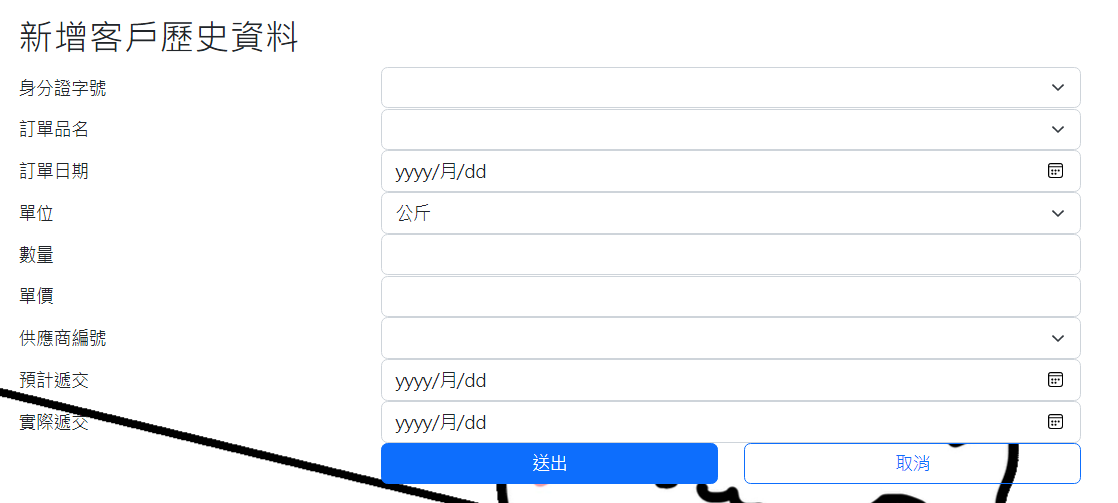 新增客戶歷史資料
身分證字號
訂單品名
訂單日期 yyyy/月/dd
單位 公斤
數量
單價
供應商編號
預計遞交 yyyy/月/dd
實際遞交 yyyy/月/dd
送出 取消